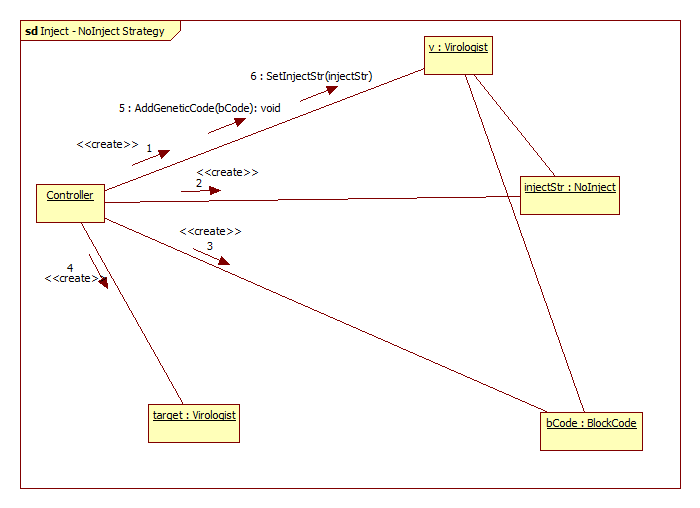 sd Inject - NoInject Strategy
v : Virologist
6 : SetInjectStr(injectStr)
5 : AddGeneticCode(bCode): void
<<create>>
1
<<create>>
2
injectStr : NoInject
Controller
<<create>>
3
4
<<create>>
target : Virologist
bCode : BlockCode